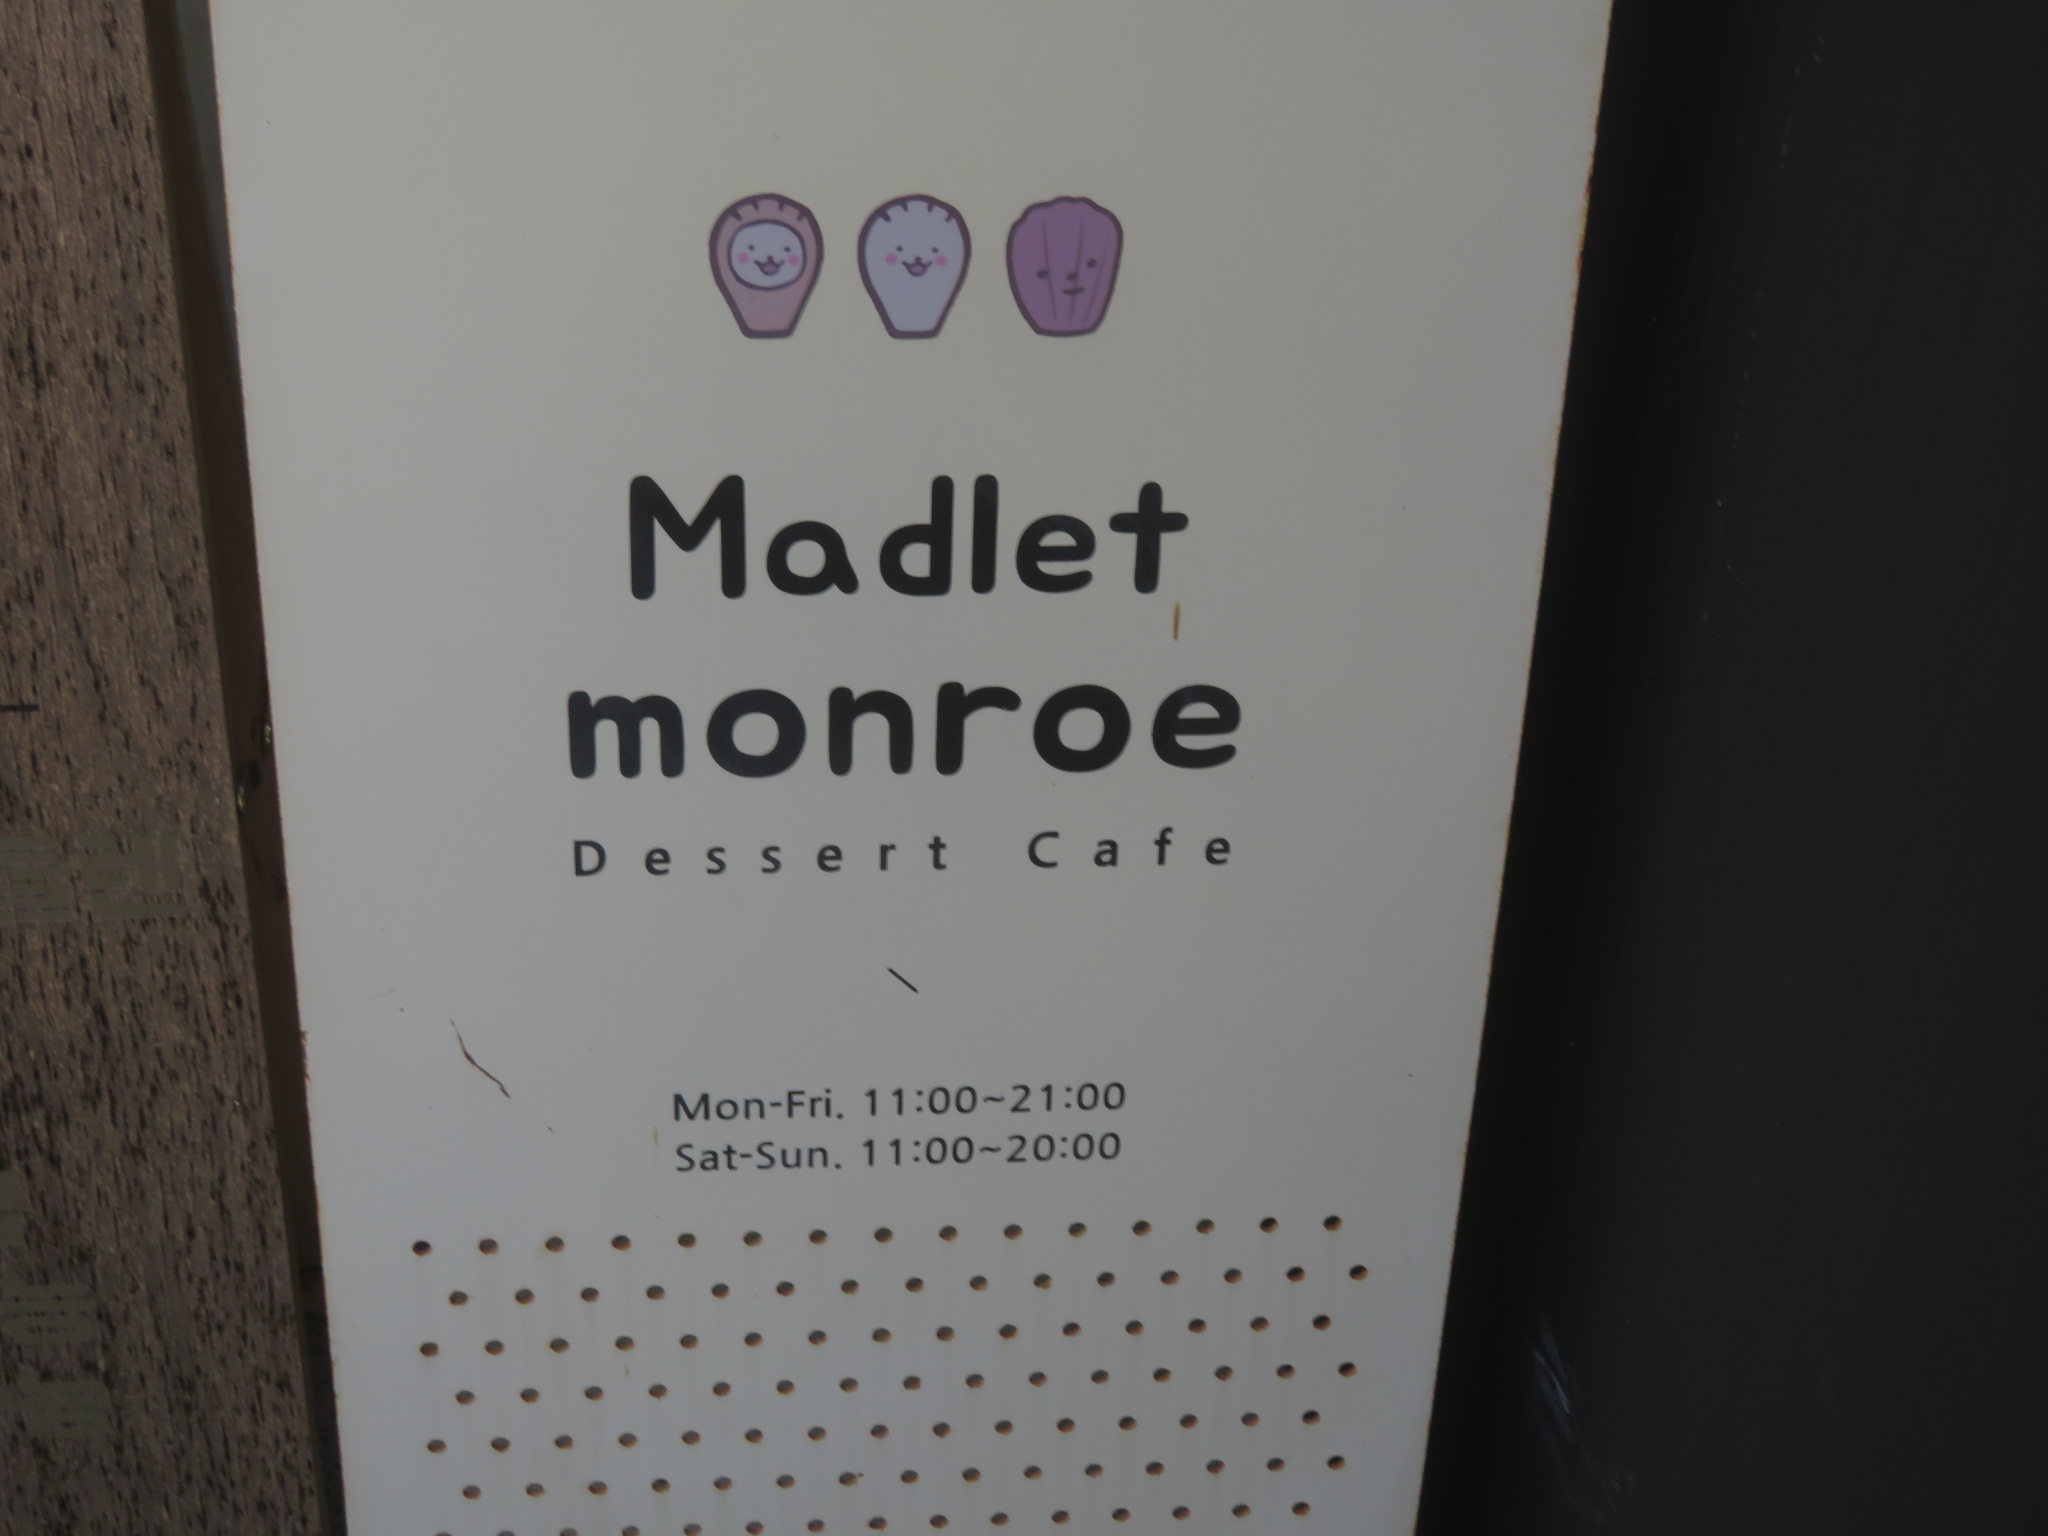 Madlet
monroe
Dessert Cafe
Mon-Fri. 11:00~21:00
Sat-Sun. 11:00~20:00